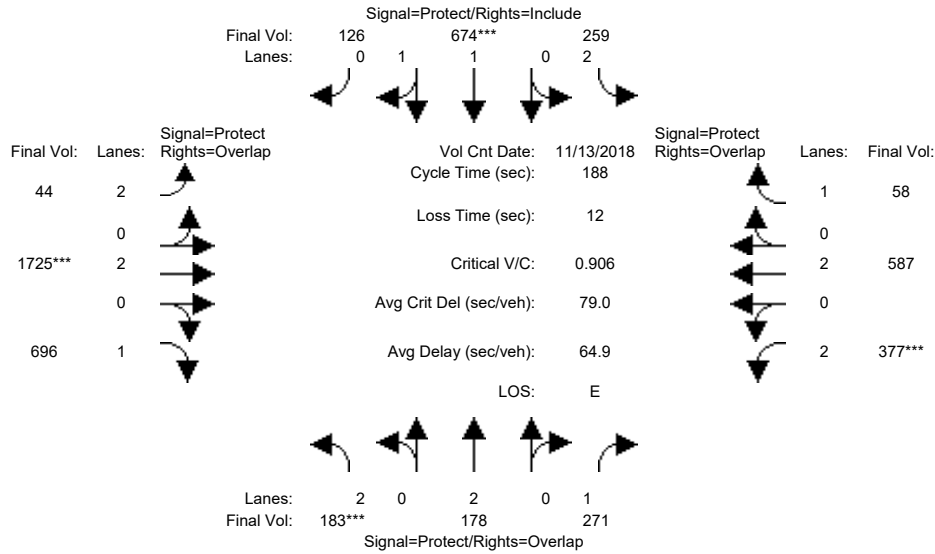 Signal=Protect/Rights=Include
Final Vol: 126 674*** 259
Lanes: 0 1 1 0 2
Signal=Protect Signal=Protect
Final Vol: Lanes: Rights=Overlap Vol Cnt Date: 11/13/2018 Rights=Overlap Lanes: Final Vol:
Cycle Time (sec): 188
44 2 1 58
Loss Time (sec): 12
0 0
1725*** 2 Critical V/C: 0.906 2 587
0 Avg Crit Del (sec/veh): 79.0 0
696 1 Avg Delay (sec/veh): 64.9 2 377***
LOS: E
Lanes: 2 0 2 0 1
Final Vol: 183*** 178 271
Signal=Protect/Rights=Overlap